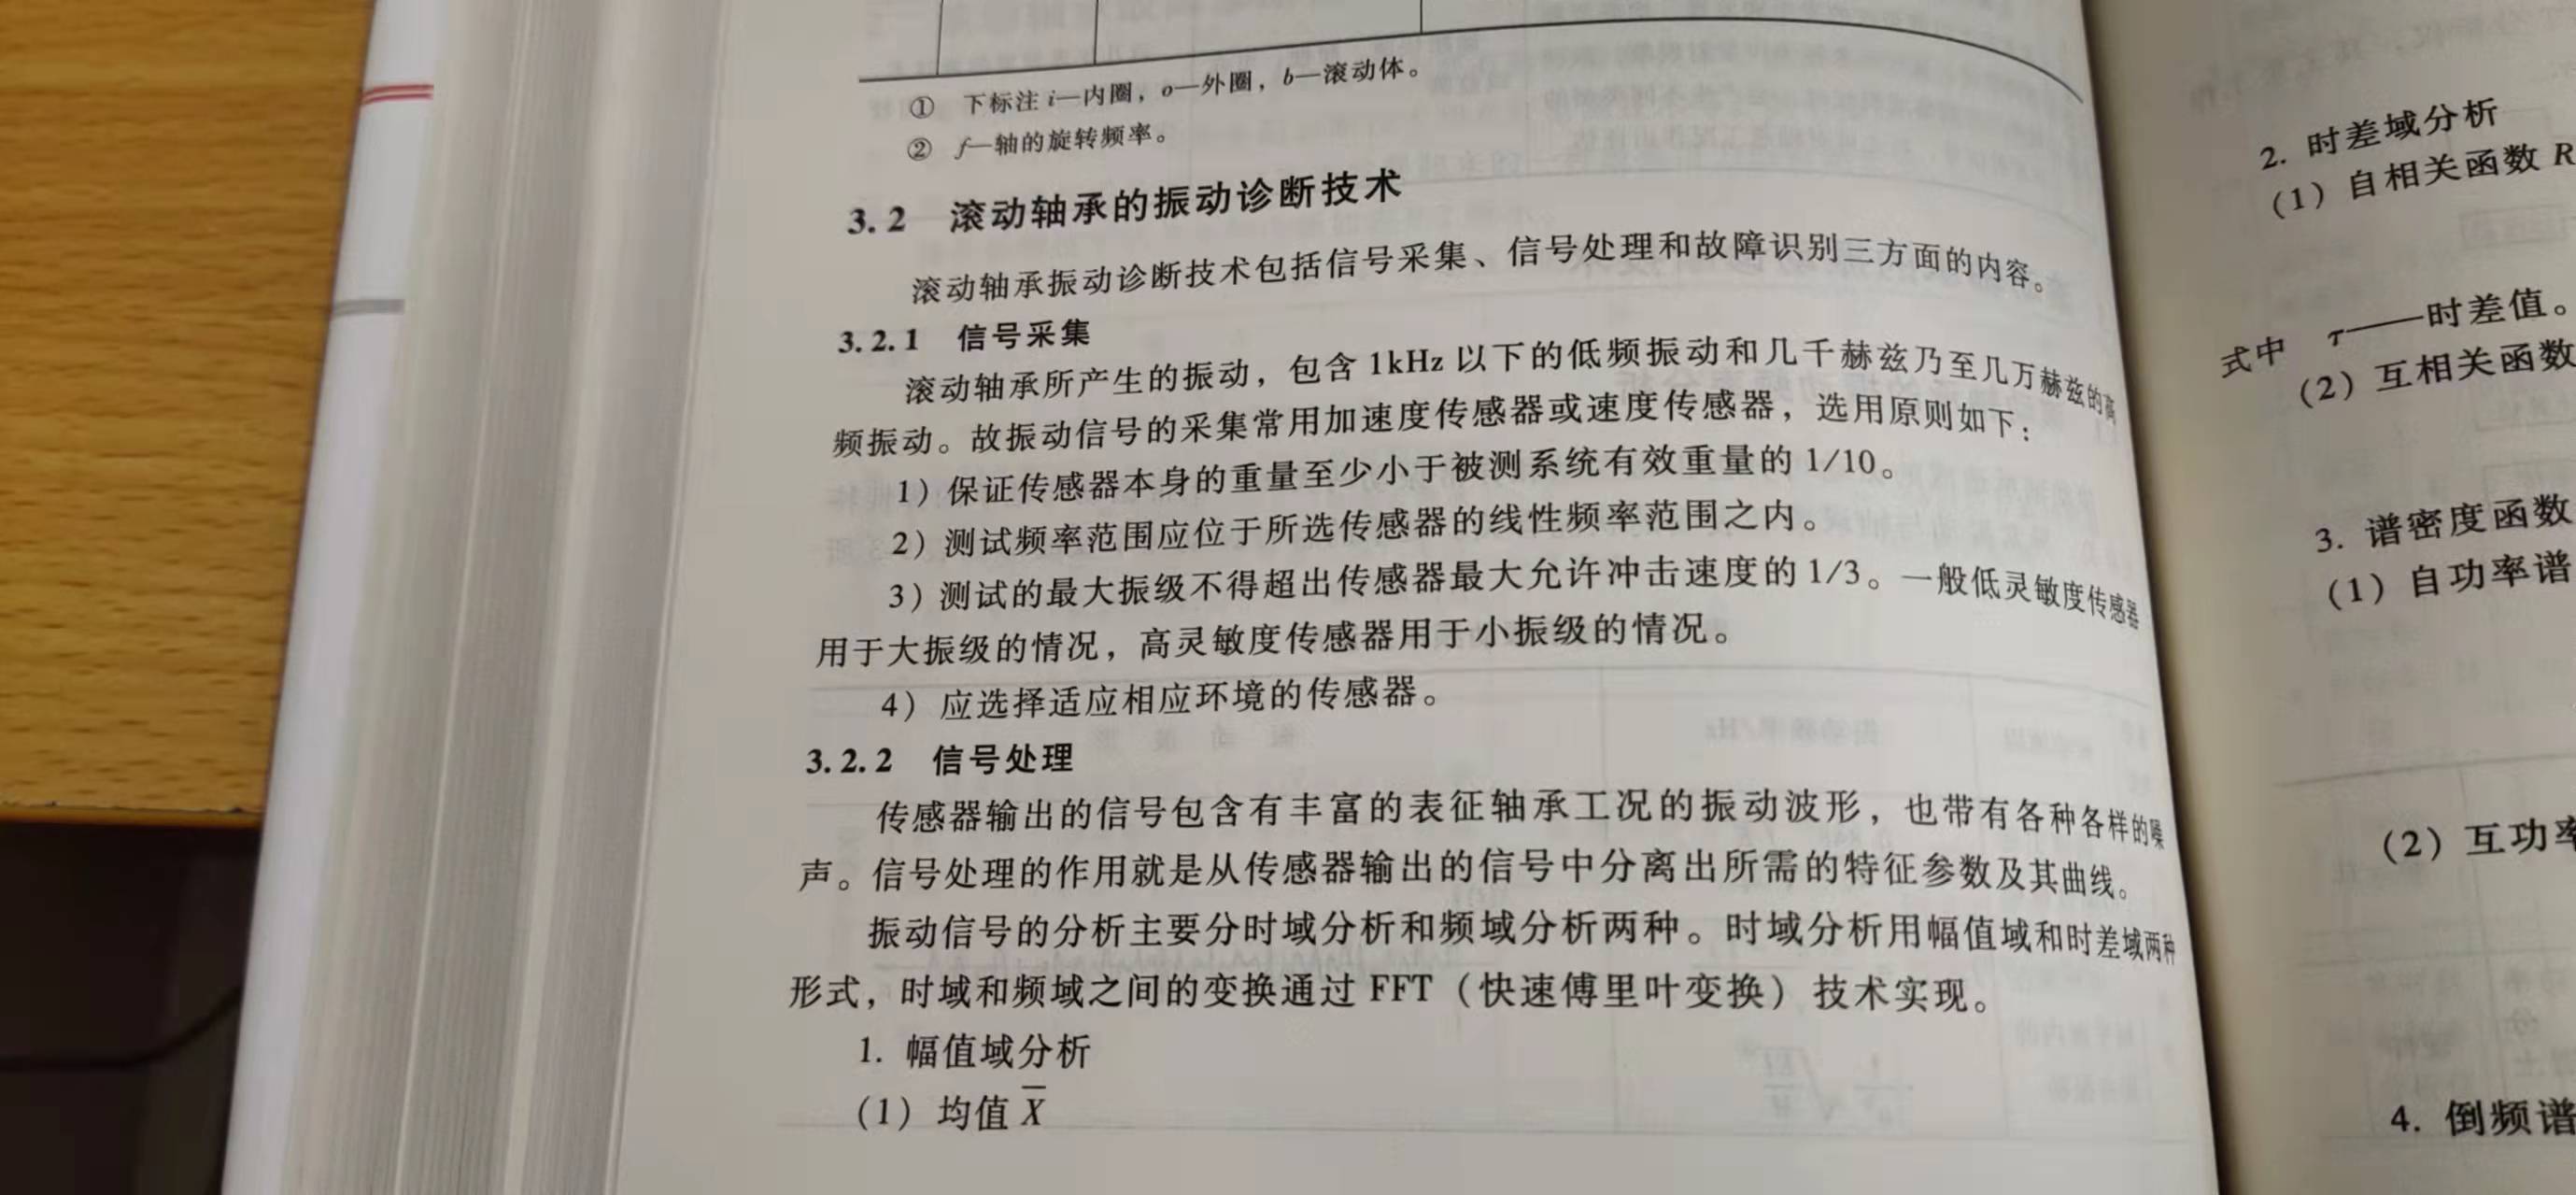 ① 下标注 i—内圈，o—外圈，b—滚动体。
② f—轴的旋转频率。
3.2 滚动轴承的振动诊断技术
滚动轴承振动诊断技术包括信号采集、信号处理和故障识别三方面的内容。
3.2.1 信号采集
滚动轴承所产生的振动，包含 1kHz 以下的低频振动和几千赫兹乃至几万赫兹的高
频振动。故振动信号的采集常用加速度传感器或速度传感器，选用原则如下：
1）保证传感器本身的重量至少小于被测系统有效重量的 1/10。
2）测试频率范围应位于所选传感器的线性频率范围之内。
3）测试的最大振级不得超出传感器最大允许冲击速度的 1/3。一般低灵敏度传感器
用于大振级的情况，高灵敏度传感器用于小振级的情况。
4）应选择适应相应环境的传感器。
3.2.2 信号处理
传感器输出的信号包含有丰富的表征轴承工况的振动波形，也带有各种各样的噪
声。信号处理的作用就是从传感器输出的信号中分离出所需的特征参数及其曲线。
振动信号的分析主要分时域分析和频域分析两种。时域分析用幅值域和时差域两种
形式，时域和频域之间的变换通过 FFT（快速傅里叶变换）技术实现。
1. 幅值域分析
（1）均值 X̅
2. 时差域分析
（1）自相关函数 R
式中 τ——时差值。
（2）互相关函数
3. 谱密度函数
（1）自功率谱
（2）互功率
4. 倒频谱